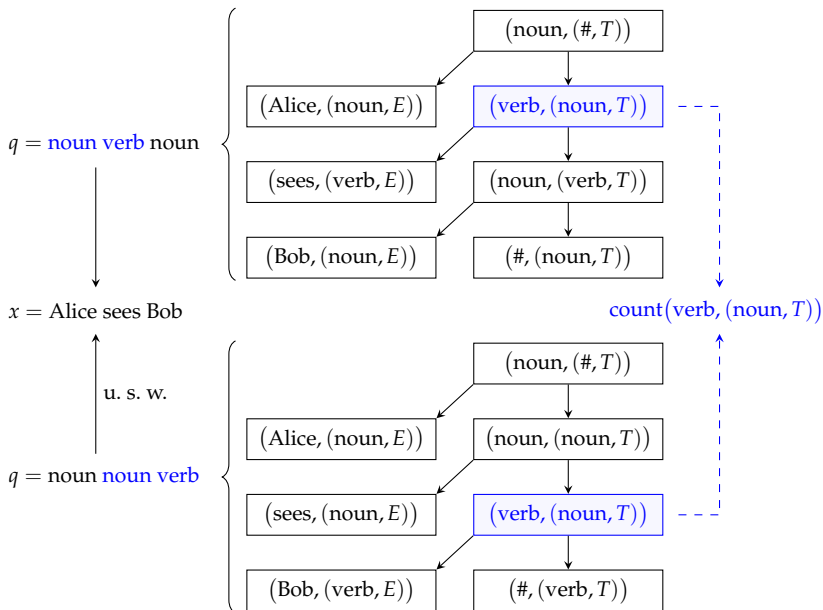 (noun, (#, T))
(Alice, (noun, E)) (verb, (noun, T))
q = noun verb noun
(sees, (verb, E)) (noun, (verb, T))
(Bob, (noun, E)) (#, (noun, T))
x = Alice sees Bob count(verb, (noun, T))
(noun, (#, T))
u. s. w.
(Alice, (noun, E)) (noun, (noun, T))
q = noun noun verb
(sees, (noun, E)) (verb, (noun, T))
(Bob, (verb, E)) (#, (verb, T))